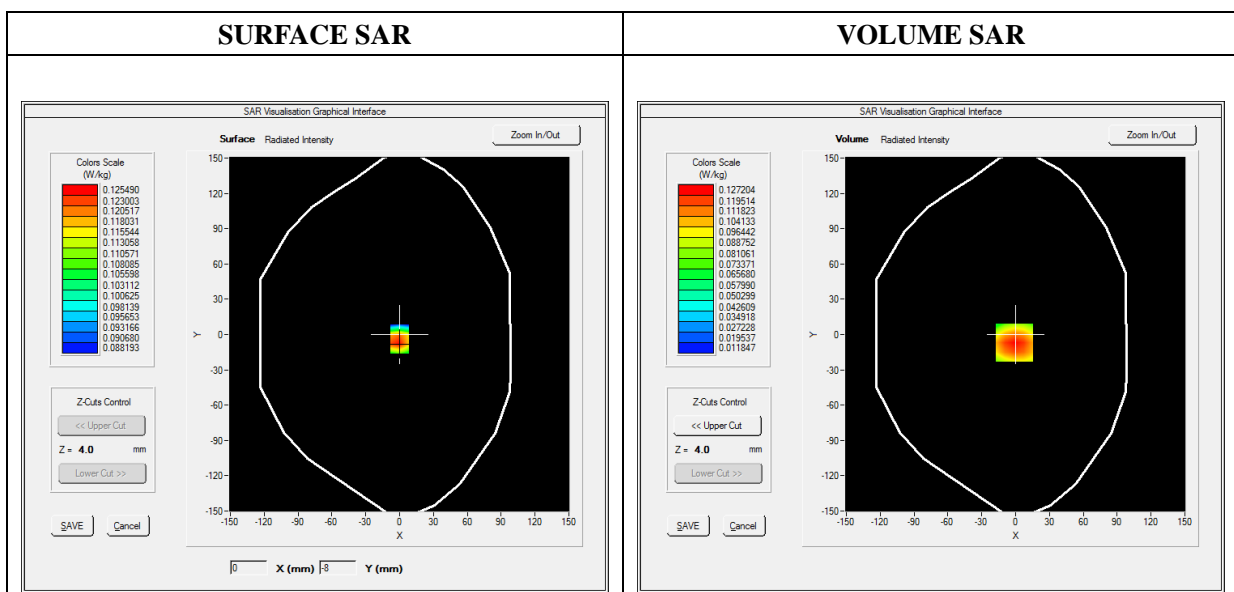 SURFACE SAR
SAR Visualisation Graphical Interface
Surface Radiated Intensity
Zoom In/Out
Colors Scale
(W/kg)
0.125490
0.123003
0.120517
0.118031
0.115544
0.113058
0.110571
0.108085
0.105598
0.103112
0.100625
0.098139
0.095653
0.093166
0.090680
0.088193
Z-Cuts Control
<< Upper Cut
Z = 4.0 mm
Lower Cut >>
SAVE Cancel
150
120
90
60
30
0
-30
-60
-90
-120
-150
Y
-150 -120 -90 -60 -30 0 30 60 90 120 150
X
0 X (mm) -8 Y (mm)
VOLUME SAR
SAR Visualisation Graphical Interface
Volume Radiated Intensity
Zoom In/Out
Colors Scale
(W/kg)
0.127204
0.119514
0.111823
0.104133
0.096442
0.088752
0.081061
0.073371
0.065680
0.057990
0.050299
0.042609
0.034918
0.027228
0.019537
0.011847
Z-Cuts Control
<< Upper Cut
Z = 4.0 mm
Lower Cut >>
SAVE Cancel
150
120
90
60
30
0
-30
-60
-90
-120
-150
Y
-150 -120 -90 -60 -30 0 30 60 90 120 150
X